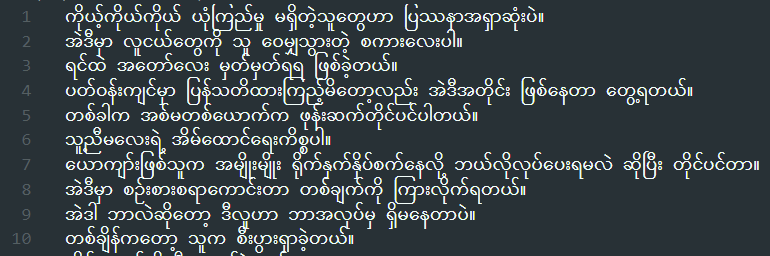 1 ကိုယ့်ကိုယ်ကိုယ် ယုံကြည်မှု မရှိတဲ့သူတွေဟာ ပြဿနာအရှာဆုံးပဲ။
2 အဲဒီမှာ လူငယ်တွေကို သူ ဝေမျှသွားတဲ့ စကားလေးပါ။
3 ရင်ထဲ အတော်လေး မှတ်မှတ်ရရ ဖြစ်ခဲ့တယ်။
4 ပတ်ဝန်းကျင်မှာ ပြန်သတိထားကြည့်မိတော့လည်း အဲဒီအတိုင်း ဖြစ်နေတာ တွေ့ရတယ်။
5 တစ်ခါက အစ်မတစ်ယောက်က ဖုန်းဆက်တိုင်ပင်ပါတယ်။
6 သူ့ညီမလေးရဲ့ အိမ်ထောင်ရေးကိစ္စပါ။
7 ယောကျာ်းဖြစ်သူက အမျိုးမျိုး ရိုက်နှက်နှိပ်စက်နေလို့ ဘယ်လိုလုပ်ပေးရမလဲ ဆိုပြီး တိုင်ပင်တာ။
8 အဲဒီမှာ စဉ်းစားစရာကောင်းတာ တစ်ချက်ကို ကြားလိုက်ရတယ်။
9 အဲဒါ ဘာလဲဆိုတော့ ဒီလူဟာ ဘာအလုပ်မှ ရှိမနေတာပဲ။
10 တစ်ချိန်ကတော့ သူက စီးပွားရှာခဲ့တယ်။